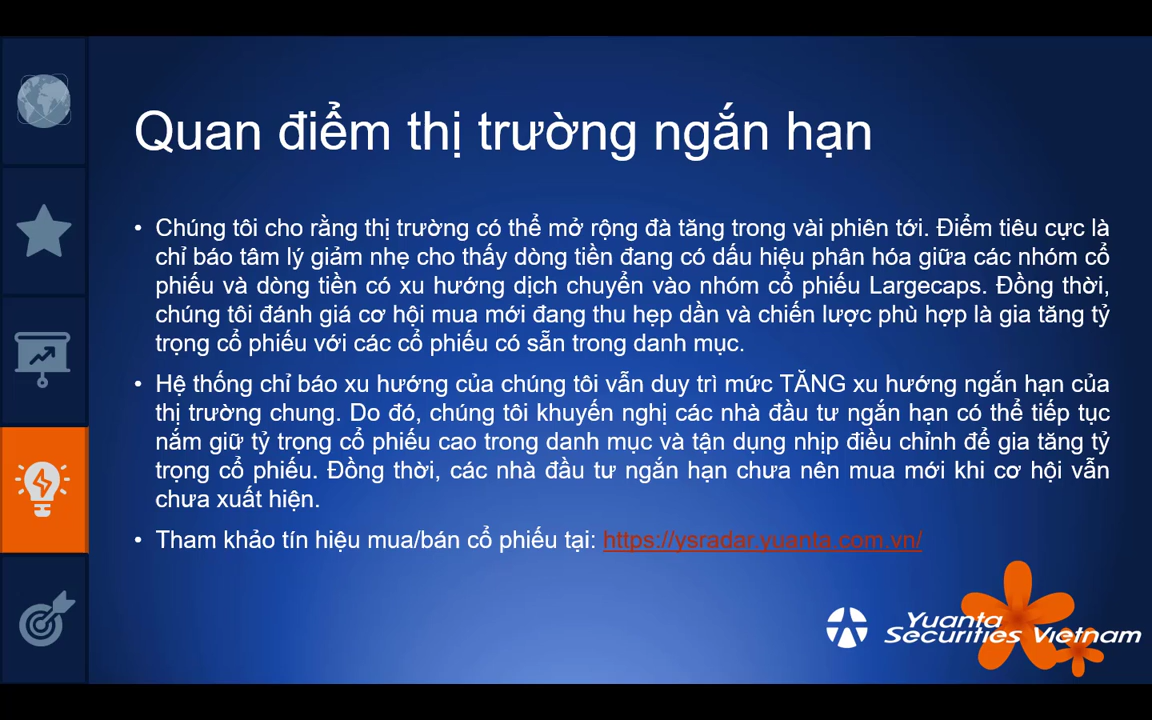 Quan điểm thị trường ngắn hạn
• Chúng tôi cho rằng thị trường có thể mở rộng đà tăng trong vài phiên tới. Điểm tiêu cực là
chỉ báo tâm lý giảm nhẹ cho thấy dòng tiền đang có dấu hiệu phân hóa giữa các nhóm cổ
phiếu và dòng tiền có xu hướng dịch chuyển vào nhóm cổ phiếu Largecaps. Đồng thời,
chúng tôi đánh giá cơ hội mua mới đang thu hẹp dần và chiến lược phù hợp là gia tăng tỷ
trọng cổ phiếu với các cổ phiếu có sẵn trong danh mục.
• Hệ thống chỉ báo xu hướng của chúng tôi vẫn duy trì mức TĂNG xu hướng ngắn hạn của
thị trường chung. Do đó, chúng tôi khuyến nghị các nhà đầu tư ngắn hạn có thể tiếp tục
nắm giữ tỷ trọng cổ phiếu cao trong danh mục và tận dụng nhịp điều chỉnh để gia tăng tỷ
trọng cổ phiếu. Đồng thời, các nhà đầu tư ngắn hạn chưa nên mua mới khi cơ hội vẫn
chưa xuất hiện.
• Tham khảo tín hiệu mua/bán cổ phiếu tại: https://ysradar.yuanta.com.vn/
Yuanta
Securities Vietnam